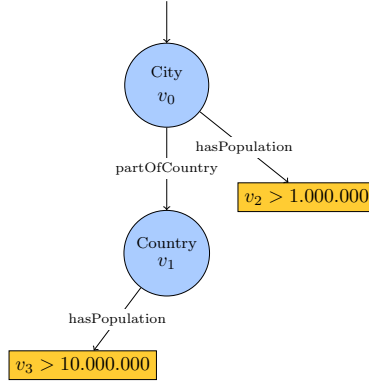 City
v₀
hasPopulation
partOfCountry
v₂ > 1.000.000
Country
v₁
hasPopulation
v₃ > 10.000.000